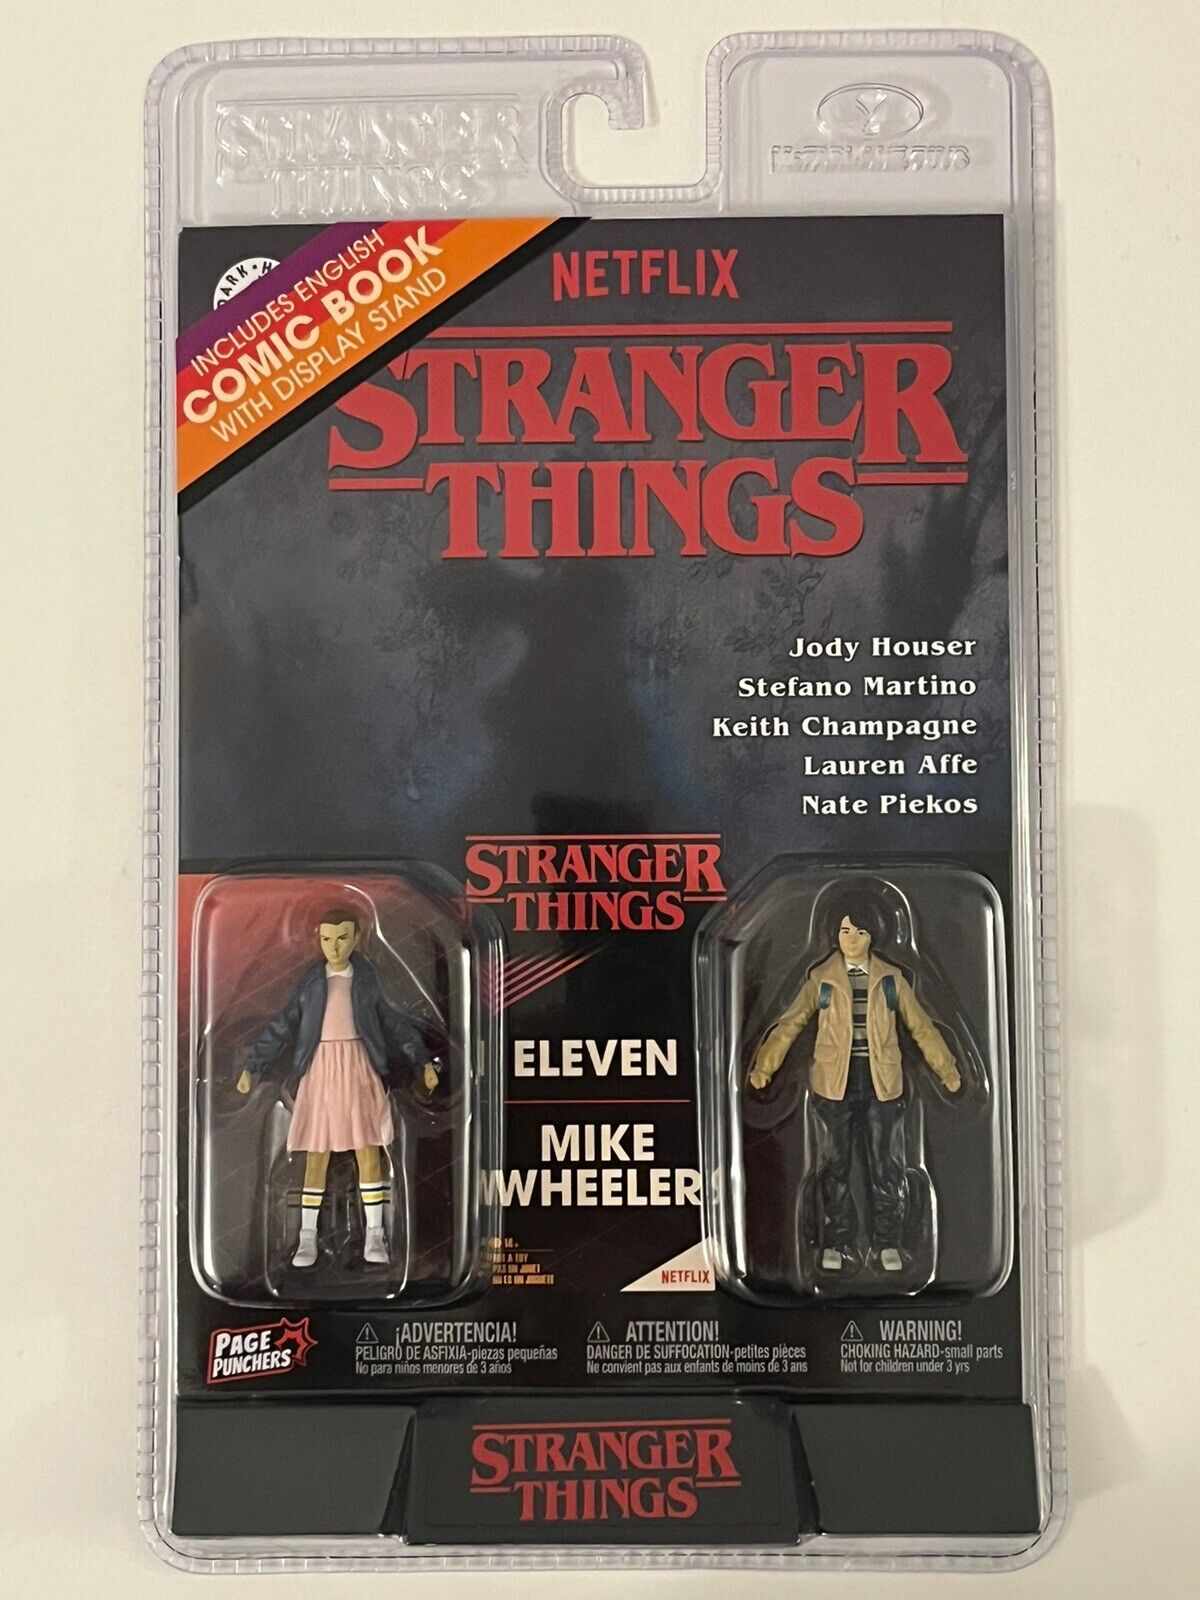 STRANGER
THINGS
McFARLANE TOYS
DARK H
INCLUDES ENGLISH
COMIC BOOK
WITH DISPLAY STAND
NETFLIX
STRANGER
THINGS
Jody Houser
Stefano Martino
Keith Champagne
Lauren Affe
Nate Piekos
STRANGER
THINGS
ELEVEN
MIKE
WHEELER
NETFLIX
PAGE
PUNCHERS
¡ADVERTENCIA!
PELIGRO DE ASFIXIA-piezas pequeñas
No para niños menores de 3 años
ATTENTION!
DANGER DE SUFFOCATION-petites pièces
Ne convient pas aux enfants de moins de 3 ans
WARNING!
CHOKING HAZARD-small parts
Not for children under 3 yrs
STRANGER
THINGS